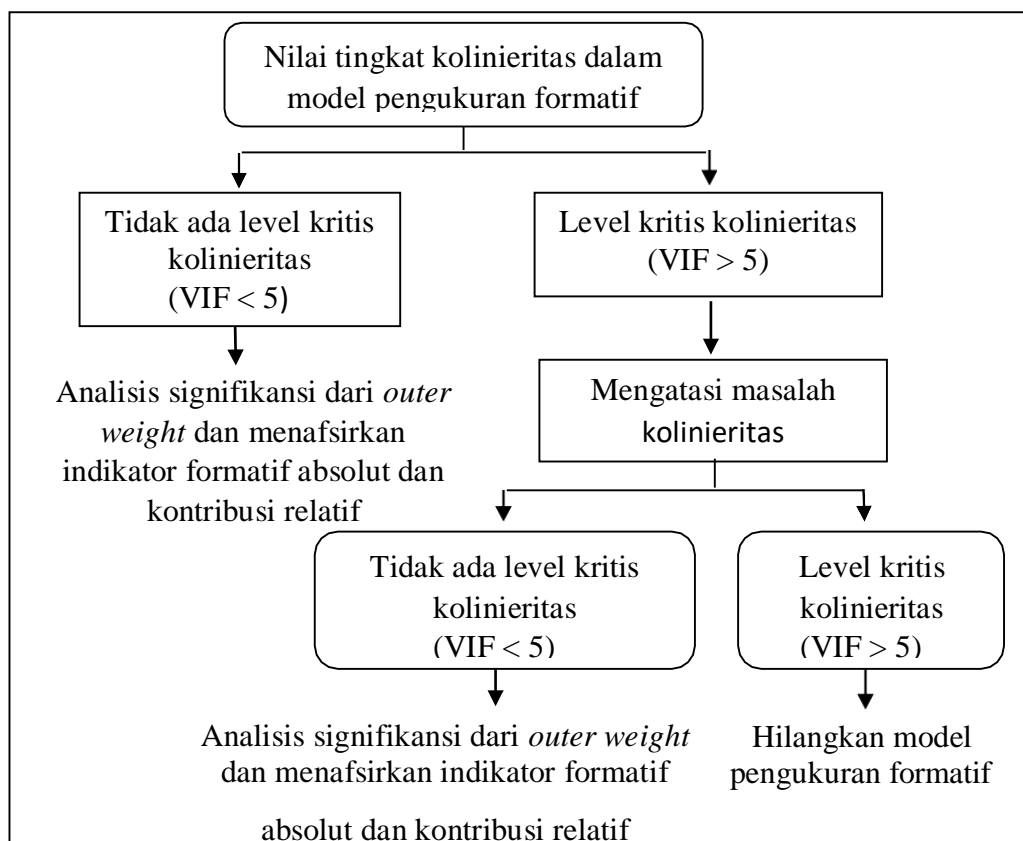 Nilai tingkat kolinieritas dalam
model pengukuran formatif
Tidak ada level kritis
kolinieritas
(VIF < 5)
Level kritis kolinieritas
(VIF > 5)
Analisis signifikansi dari outer
weight dan menafsirkan
indikator formatif absolut dan
kontribusi relatif
Mengatasi masalah
kolinieritas
Tidak ada level kritis
kolinieritas
(VIF < 5)
Level kritis
kolinieritas
(VIF > 5)
Analisis signifikansi dari outer weight
dan menafsirkan indikator formatif
absolut dan kontribusi relatif
Hilangkan model
pengukuran formatif